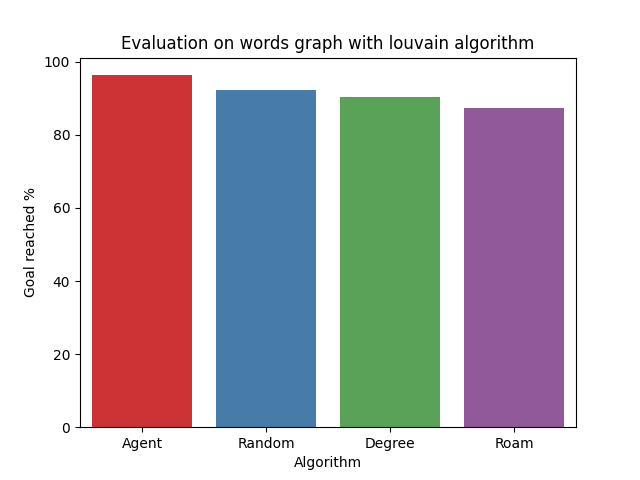 Evaluation on words graph with louvain algorithm
100
80
60
40
20
0
Goal reached %
Agent Random Degree Roam
Algorithm